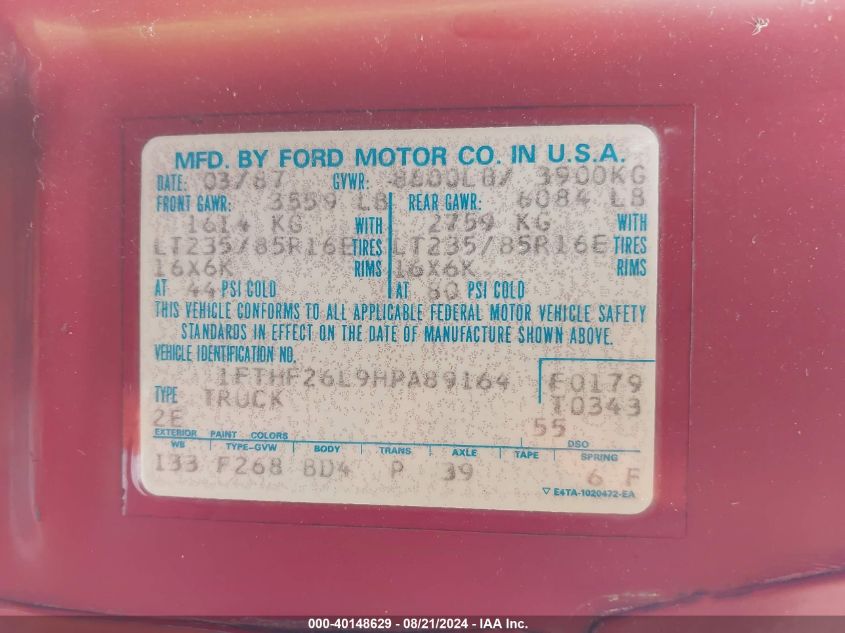 MFD. BY FORD MOTOR CO. IN U.S.A.
DATE: 03/87 GVWR: 8600LB/ 3900KG
FRONT GAWR: 3559 LB REAR GAWR: 6084 LB
1614 KG WITH 2759 KG WITH
LT235/85R16E TIRES LT235/85R16E TIRES
16X6K RIMS 16X6K RIMS
AT 44 PSI COLD AT 80 PSI COLD
THIS VEHICLE CONFORMS TO ALL APPLICABLE FEDERAL MOTOR VEHICLE SAFETY
STANDARDS IN EFFECT ON THE DATE OF MANUFACTURE SHOWN ABOVE.
VEHICLE IDENTIFICATION NO.
1FTHF26L9HPA89164 F0179
TYPE TRUCK T0343
2E 55
EXTERIOR PAINT COLORS DSO
WB TYPE-GVW BODY TRANS AXLE TAPE SPRING
133 F268 BD4 P 39 6 F
▽ E4TA-1020472-EA
000-40148629 - 08/21/2024 - IAA Inc.